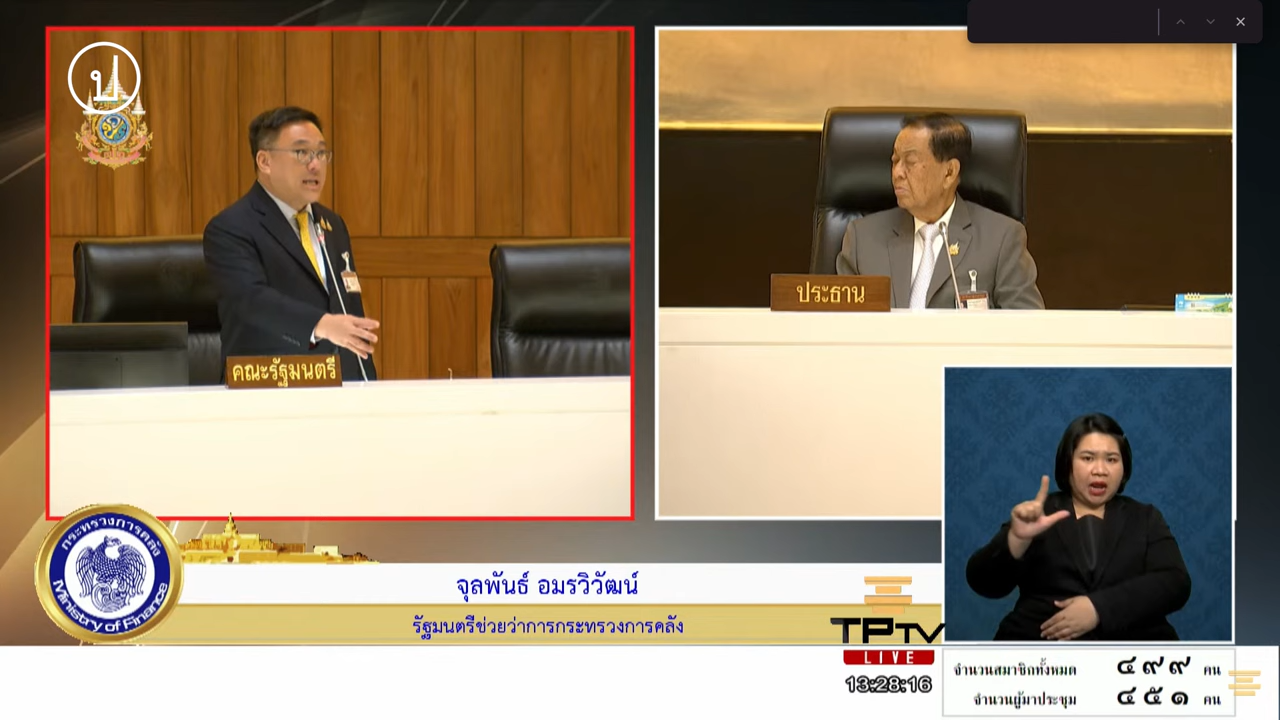 ป
ประธาน
คณะรัฐมนตรี
กระทรวงการคลัง
Ministry of Finance
จุลพันธ์ อมรวิวัฒน์
รัฐมนตรีช่วยว่าการกระทรวงการคลัง
TPTV
LIVE
13:28:16
จำนวนสมาชิกทั้งหมด ๔๙๙ คน
จำนวนผู้มาประชุม ๔๕๑ คน